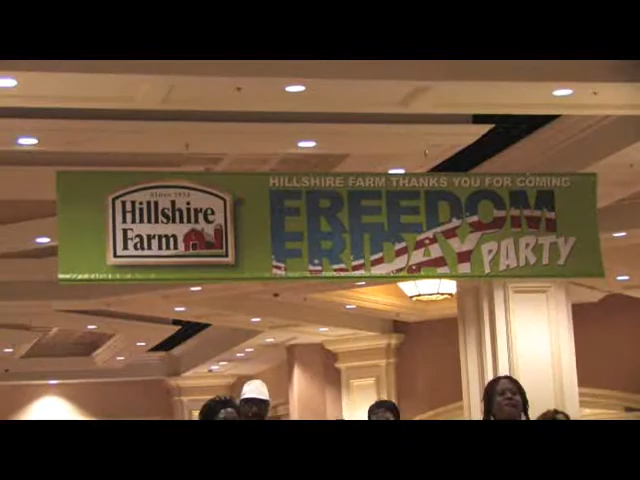 Since 1934
Hillshire
Farm
HILLSHIRE FARM THANKS YOU FOR COMING
FREEDOM
FRIDAY
PARTY